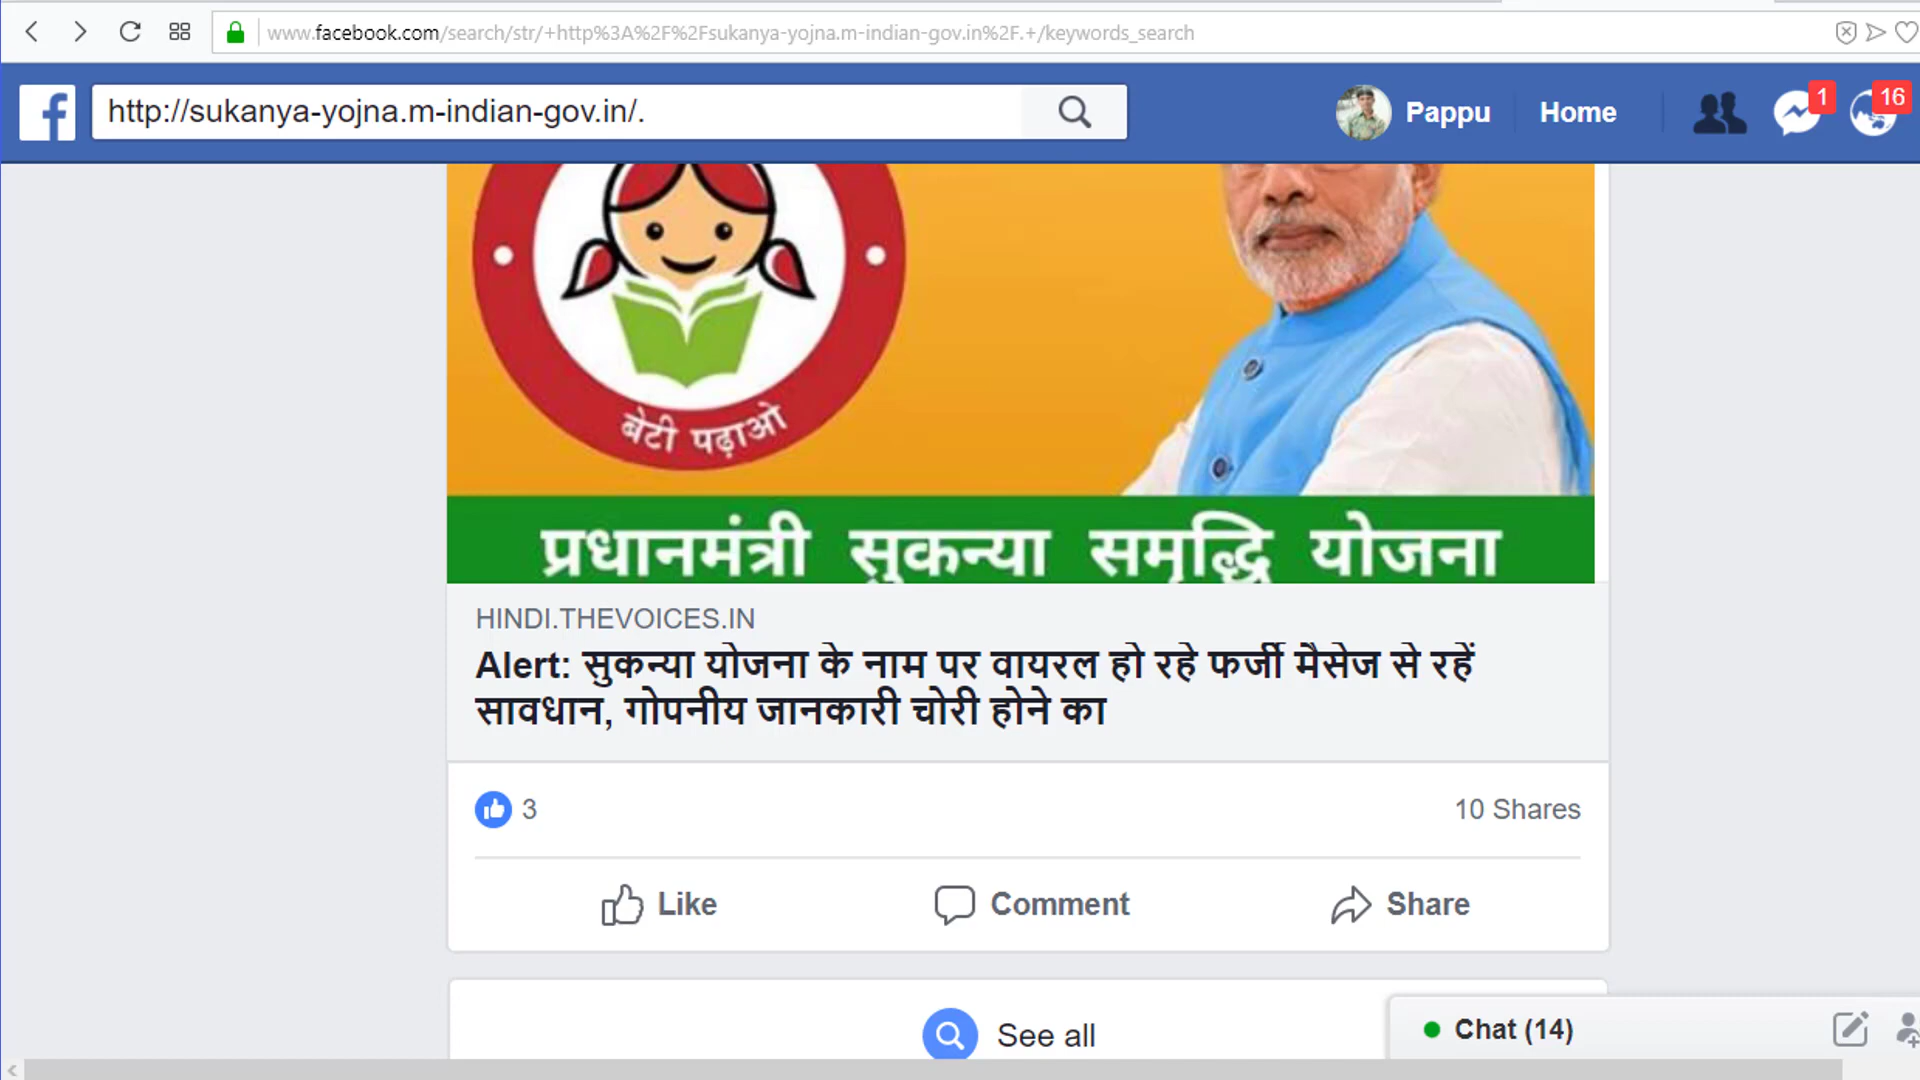 www.facebook.com/search/str/+http%3A%2F%2Fsukanya-yojna.m-indian-gov.in%2F.+/keywords_search
http://sukanya-yojna.m-indian-gov.in/.
Pappu
Home
1
16
बेटी पढ़ाओ
प्रधानमंत्री सुकन्या समृद्धि योजना
HINDI.THEVOICES.IN
Alert: सुकन्या योजना के नाम पर वायरल हो रहे फर्जी मैसेज से रहें
सावधान, गोपनीय जानकारी चोरी होने का
3
10 Shares
Like
Comment
Share
See all
Chat (14)